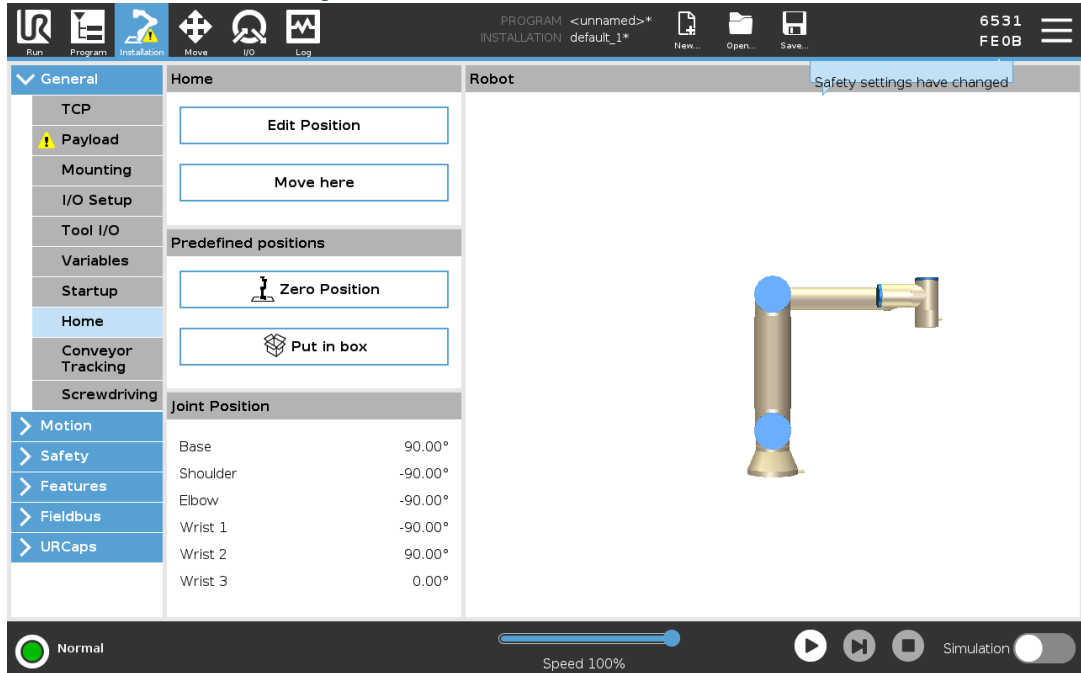 PROGRAM <unnamed>*
INSTALLATION default_1*
6531
FE0B
UR
Run
Program
Installation
Move
I/O
Log
New...
Open...
Save...
Safety settings have changed
General
TCP
Payload
Mounting
I/O Setup
Tool I/O
Variables
Startup
Home
Conveyor
Tracking
Screwdriving
Motion
Safety
Features
Fieldbus
URCaps
Home
Edit Position
Move here
Predefined positions
Zero Position
Put in box
Joint Position
Base 90.00°
Shoulder -90.00°
Elbow -90.00°
Wrist 1 -90.00°
Wrist 2 90.00°
Wrist 3 0.00°
Robot
Normal
Speed 100%
Simulation